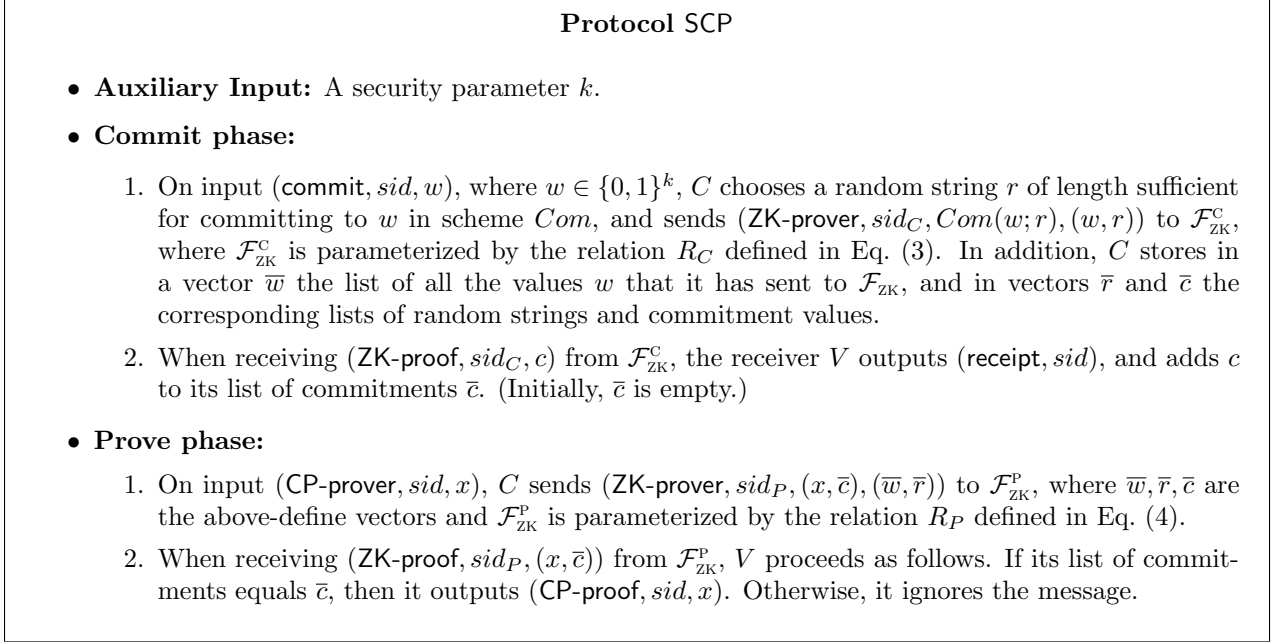 Protocol SCP
• Auxiliary Input: A security parameter k.
• Commit phase:
1. On input (commit, sid, w), where w ∈ {0, 1}^k, C chooses a random string r of length sufficient
for committing to w in scheme Com, and sends (ZK-prover, sid_C, Com(w; r), (w, r)) to F_ZK^C,
where F_ZK^C is parameterized by the relation R_C defined in Eq. (3). In addition, C stores in
a vector w̅ the list of all the values w that it has sent to F_ZK, and in vectors r̅ and c̅ the
corresponding lists of random strings and commitment values.
2. When receiving (ZK-proof, sid_C, c) from F_ZK^C, the receiver V outputs (receipt, sid), and adds c
to its list of commitments c̅. (Initially, c̅ is empty.)
• Prove phase:
1. On input (CP-prover, sid, x), C sends (ZK-prover, sid_P, (x, c̅), (w̅, r̅)) to F_ZK^P, where w̅, r̅, c̅ are
the above-define vectors and F_ZK^P is parameterized by the relation R_P defined in Eq. (4).
2. When receiving (ZK-proof, sid_P, (x, c̅)) from F_ZK^P, V proceeds as follows. If its list of commit-
ments equals c̅, then it outputs (CP-proof, sid, x). Otherwise, it ignores the message.